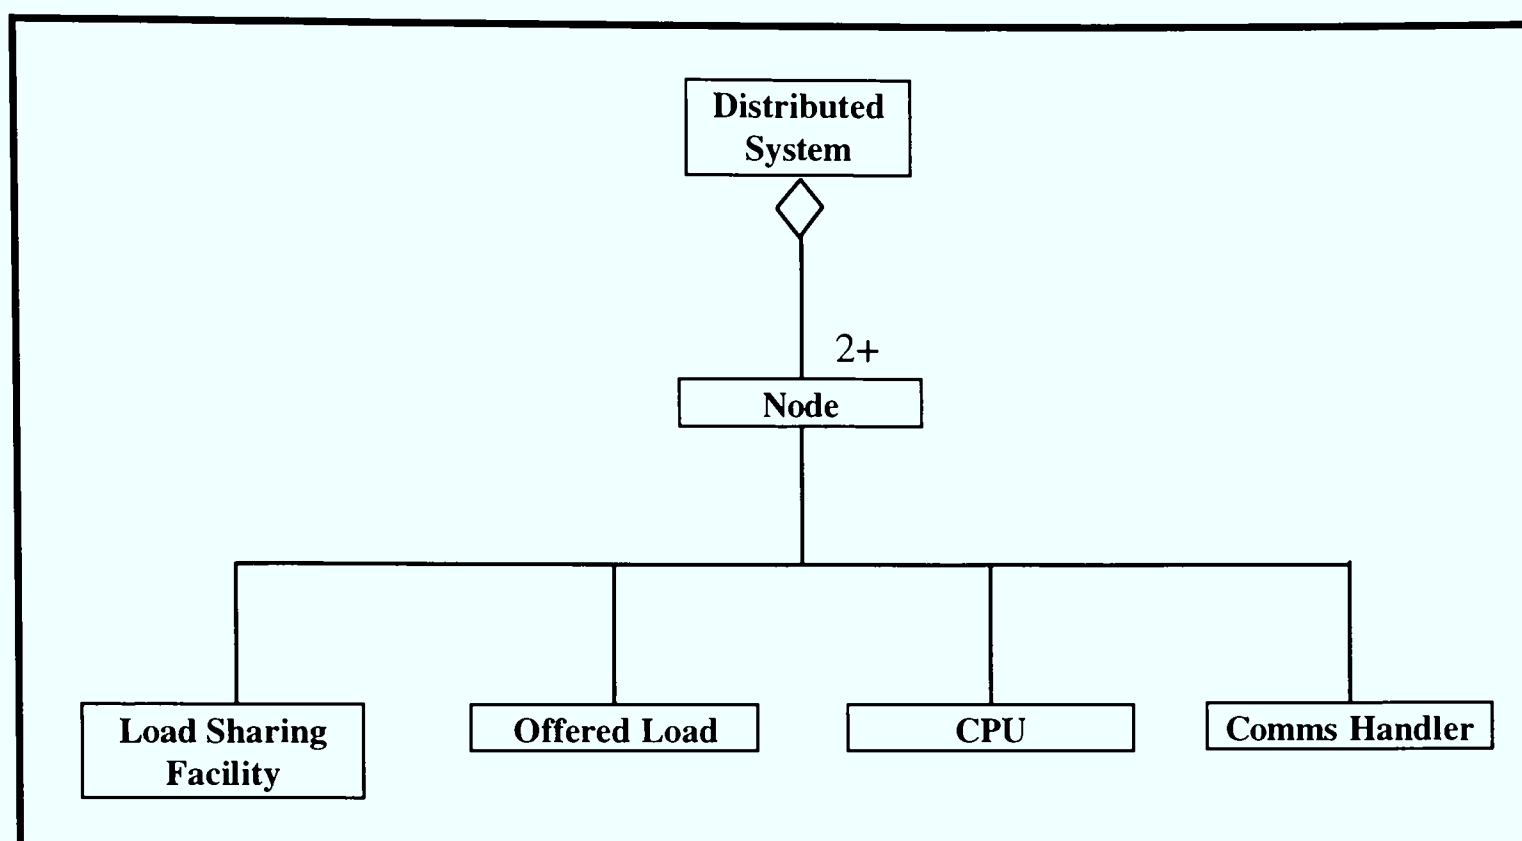 Distributed
System
2+
Node
Load Sharing
Facility
Offered Load
CPU
Comms Handler